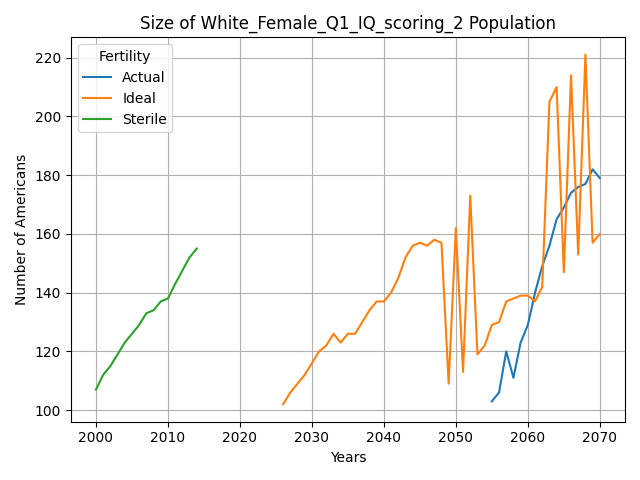 Size of White_Female_Q1_IQ_scoring_2 Population
Fertility
Actual
Ideal
Sterile
Number of Americans
220
200
180
160
140
120
100
2000 2010 2020 2030 2040 2050 2060 2070
Years